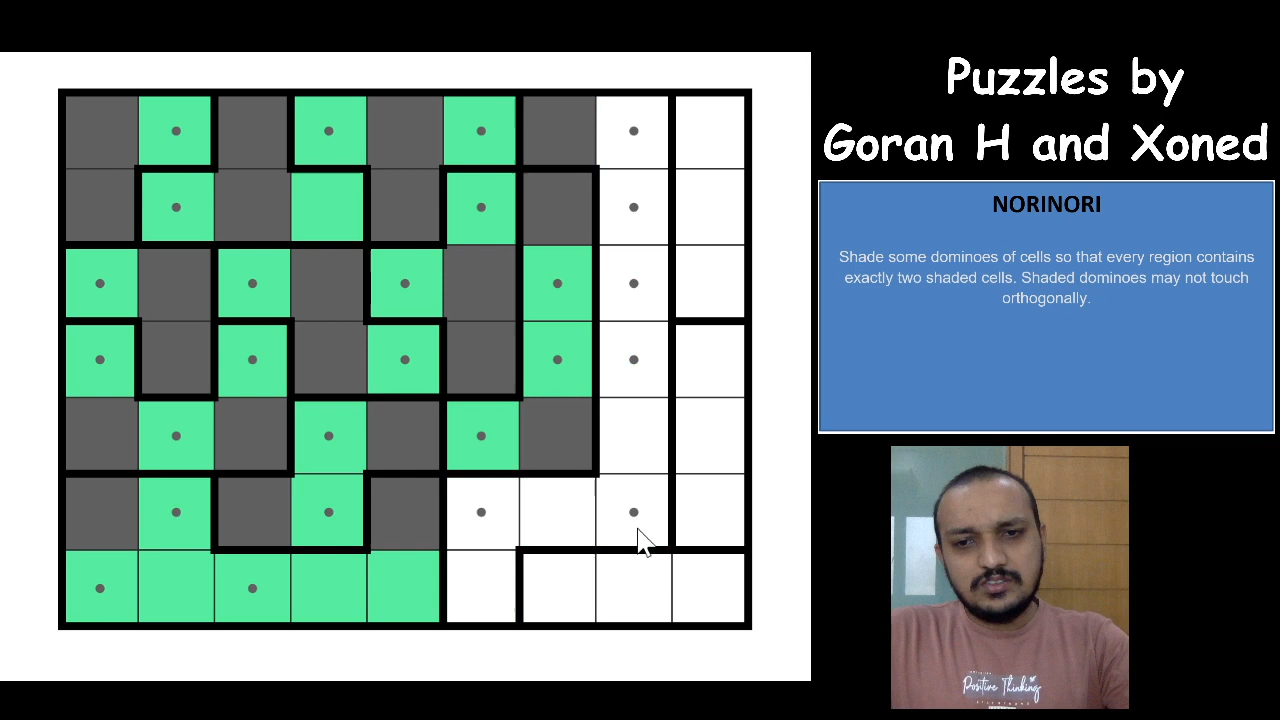 Puzzles by
Goran H and Xoned
NORINORI
Shade some dominoes of cells so that every region contains
exactly two shaded cells. Shaded dominoes may not touch
orthogonally.
Positive Thinking